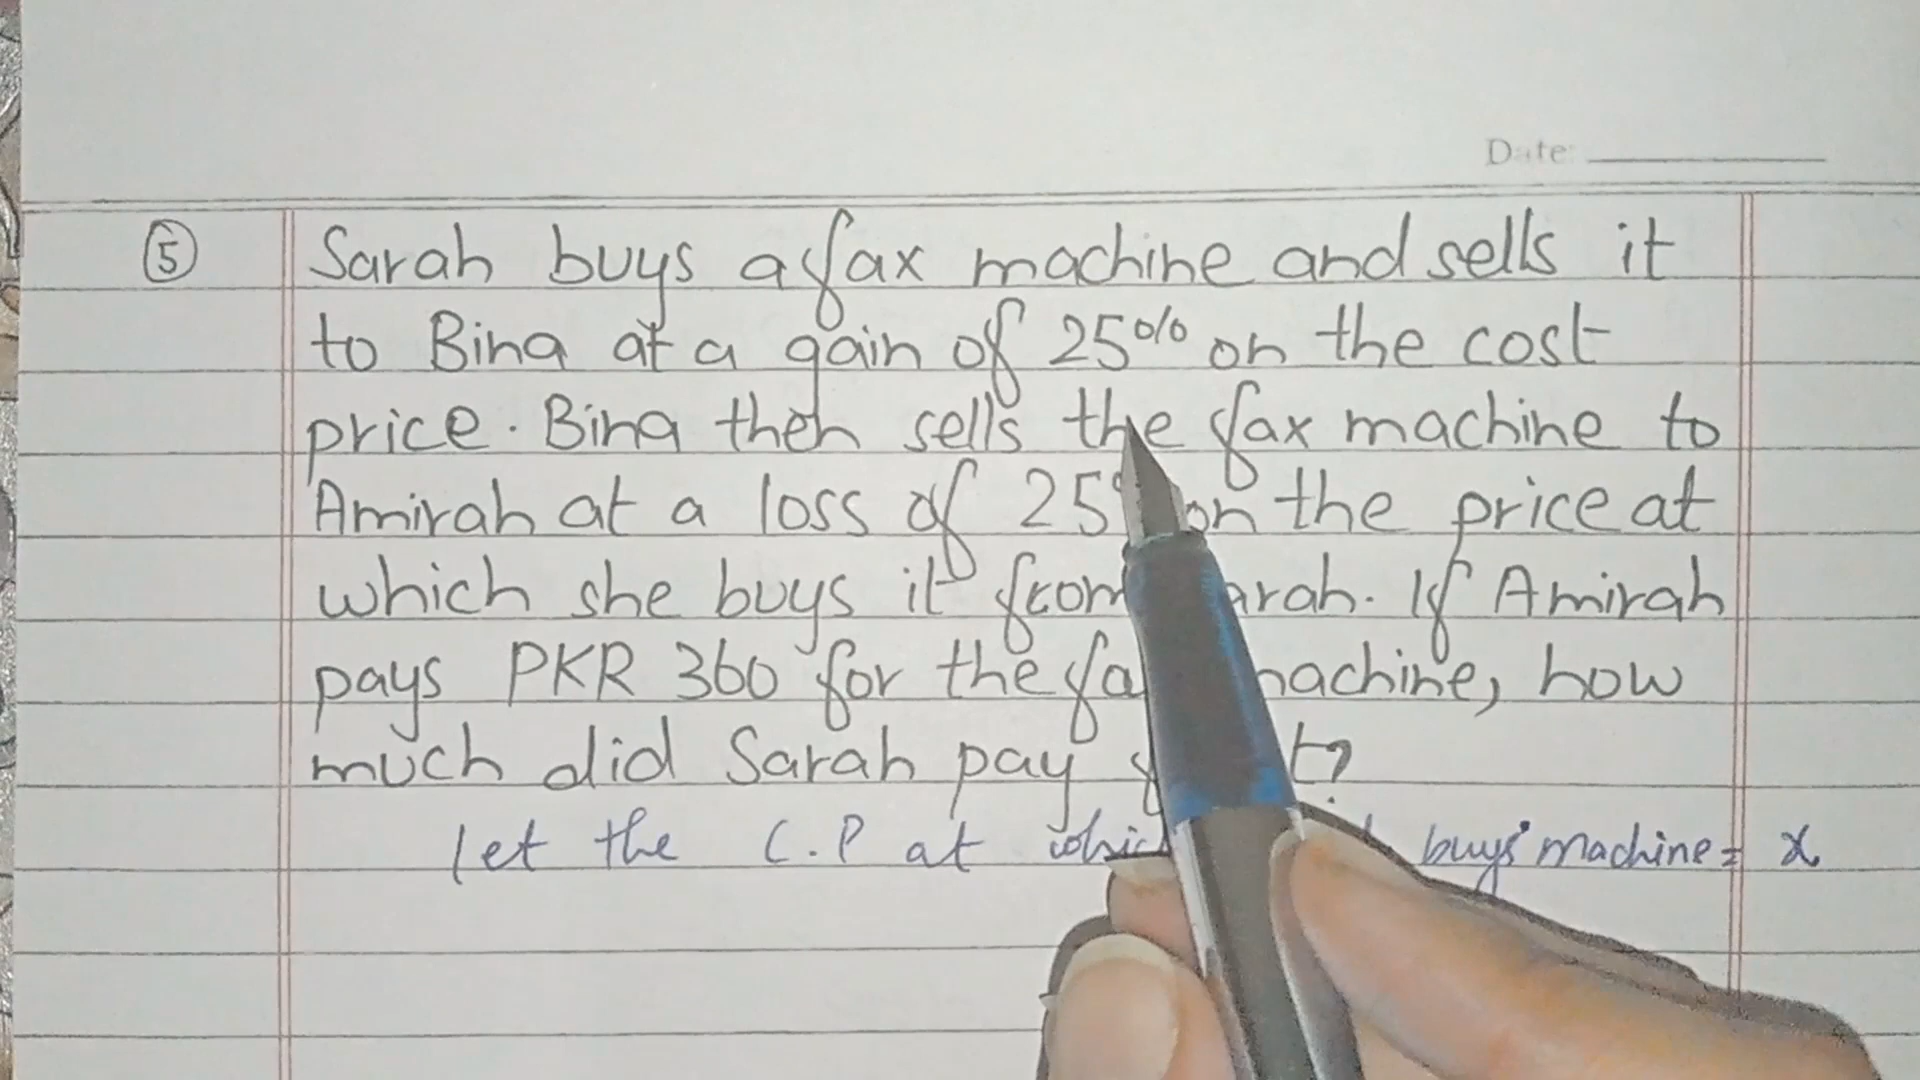 Date:
5 Sarah buys a fax machine and sells it
to Bina at a gain of 25% on the cost
price. Bina then sells the fax machine to
Amirah at a loss of 25 on the price at
which she buys it from If Amirah
pays PKR 360 for the machine, how
much did Sarah pay
let the C.P at which buys machine = x